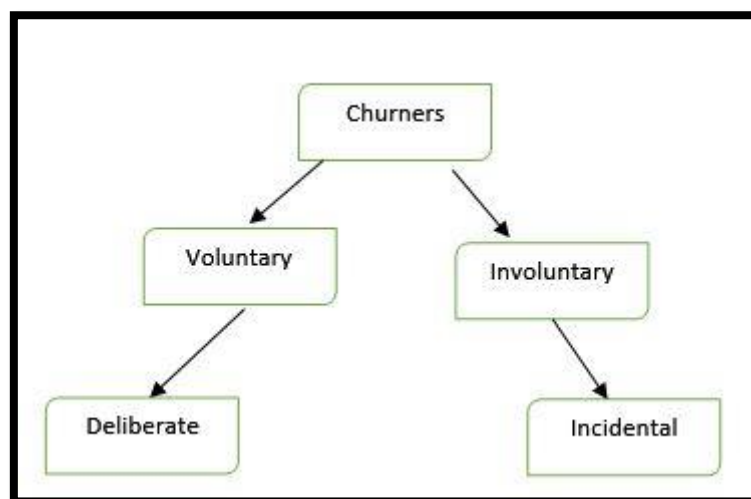 Churners
Voluntary
Involuntary
Deliberate
Incidental